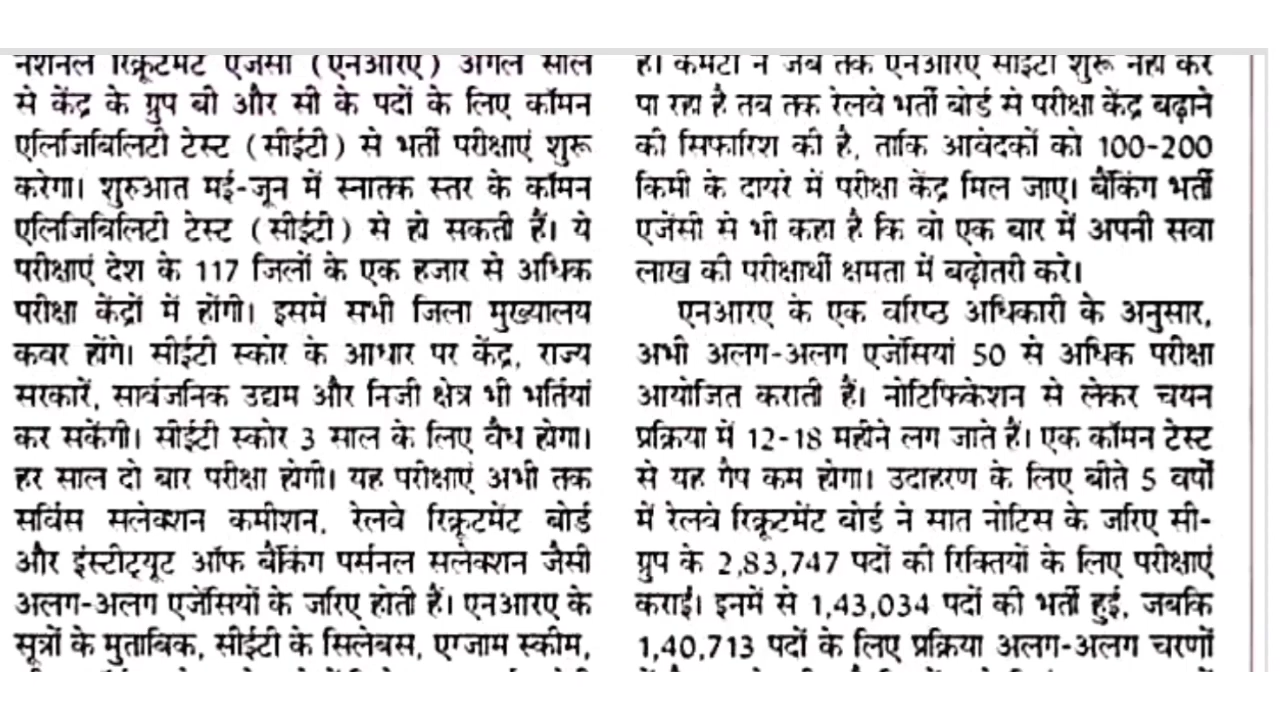 नेशनल रिक्रूटमेंट एजेंसी (एनआरए) अगले साल
से केंद्र के ग्रुप बी और सी के पदों के लिए कॉमन
एलिजिबिलिटी टेस्ट (सीईटी) से भर्ती परीक्षाएं शुरू
करेगा। शुरुआत मई-जून में स्नातक स्तर के कॉमन
एलिजिबिलिटी टेस्ट (सीईटी) से हो सकती हैं। ये
परीक्षाएं देश के 117 जिलों के एक हजार से अधिक
परीक्षा केंद्रों में होंगी। इसमें सभी जिला मुख्यालय
कवर होंगे। सीईटी स्कोर के आधार पर केंद्र, राज्य
सरकारें, सार्वजनिक उद्यम और निजी क्षेत्र भी भर्तियां
कर सकेंगी। सीईटी स्कोर 3 साल के लिए वैध होगा।
हर साल दो बार परीक्षा होगी। यह परीक्षाएं अभी तक
सर्विस सलेक्शन कमीशन, रेलवे रिक्रूटमेंट बोर्ड
और इंस्टीट्यूट ऑफ बैंकिंग पर्सनल सलेक्शन जैसी
अलग-अलग एजेंसियों के जरिए होती हैं। एनआरए के
सूत्रों के मुताबिक, सीईटी के सिलेबस, एग्जाम स्कीम,
है। कमेटी ने जब तक एनआरए सीईटी शुरू नहीं कर
पा रहा है तब तक रेलवे भर्ती बोर्ड से परीक्षा केंद्र बढ़ाने
की सिफारिश की है, ताकि आवेदकों को 100-200
किमी के दायरे में परीक्षा केंद्र मिल जाए। बैंकिंग भर्ती
एजेंसी से भी कहा है कि वो एक बार में अपनी सवा
लाख की परीक्षार्थी क्षमता में बढ़ोतरी करे।
एनआरए के एक वरिष्ठ अधिकारी के अनुसार,
अभी अलग-अलग एजेंसियां 50 से अधिक परीक्षा
आयोजित कराती हैं। नोटिफिकेशन से लेकर चयन
प्रक्रिया में 12-18 महीने लग जाते हैं। एक कॉमन टेस्ट
से यह गैप कम होगा। उदाहरण के लिए बीते 5 वर्षों
में रेलवे रिक्रूटमेंट बोर्ड ने सात नोटिस के जरिए सी-
ग्रुप के 2,83,747 पदों की रिक्तियों के लिए परीक्षाएं
कराईं। इनमें से 1,43,034 पदों की भर्ती हुई, जबकि
1,40,713 पदों के लिए प्रक्रिया अलग-अलग चरणों